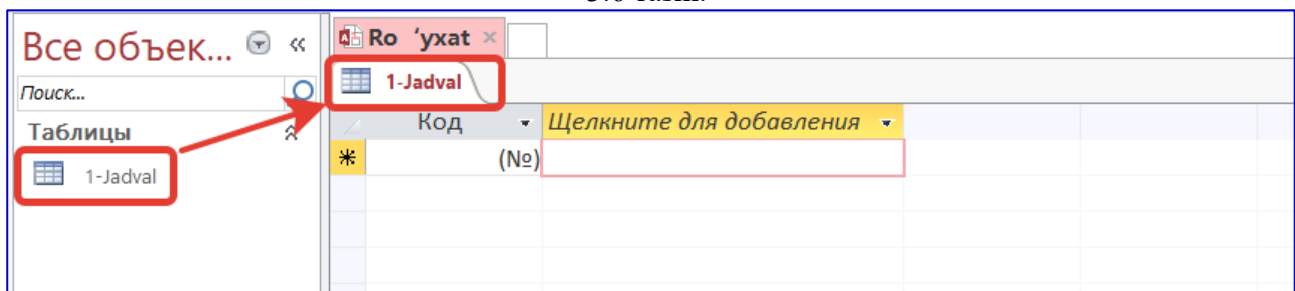 Все объек...
Поиск...
Таблицы
1-Jadval
Ro ‘yxat
1-Jadval
Код
Щелкните для добавления
(№)